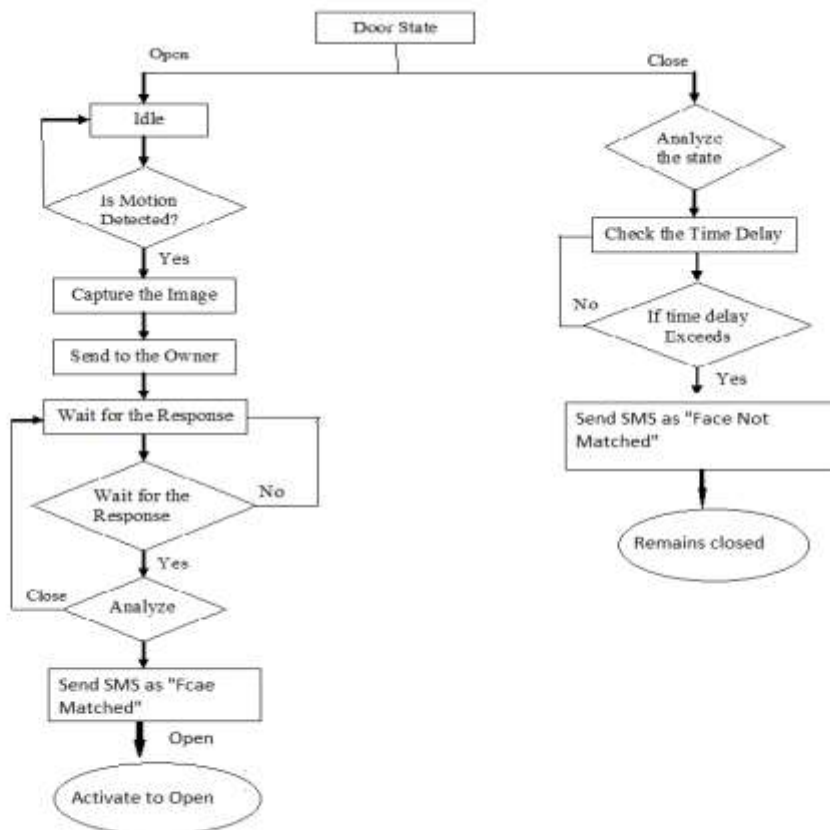 Door State
Open
Close
Idle
Analyze
the state
Is Motion
Detected?
Check the Time Delay
Yes
Capture the Image
No
If time delay
Exceeds
Send to the Owner
Yes
Wait for the Response
Send SMS as "Face Not
Matched"
Wait for the
Response
No
Remains closed
Yes
Close
Analyze
Send SMS as "Fcae
Matched"
Open
Activate to Open